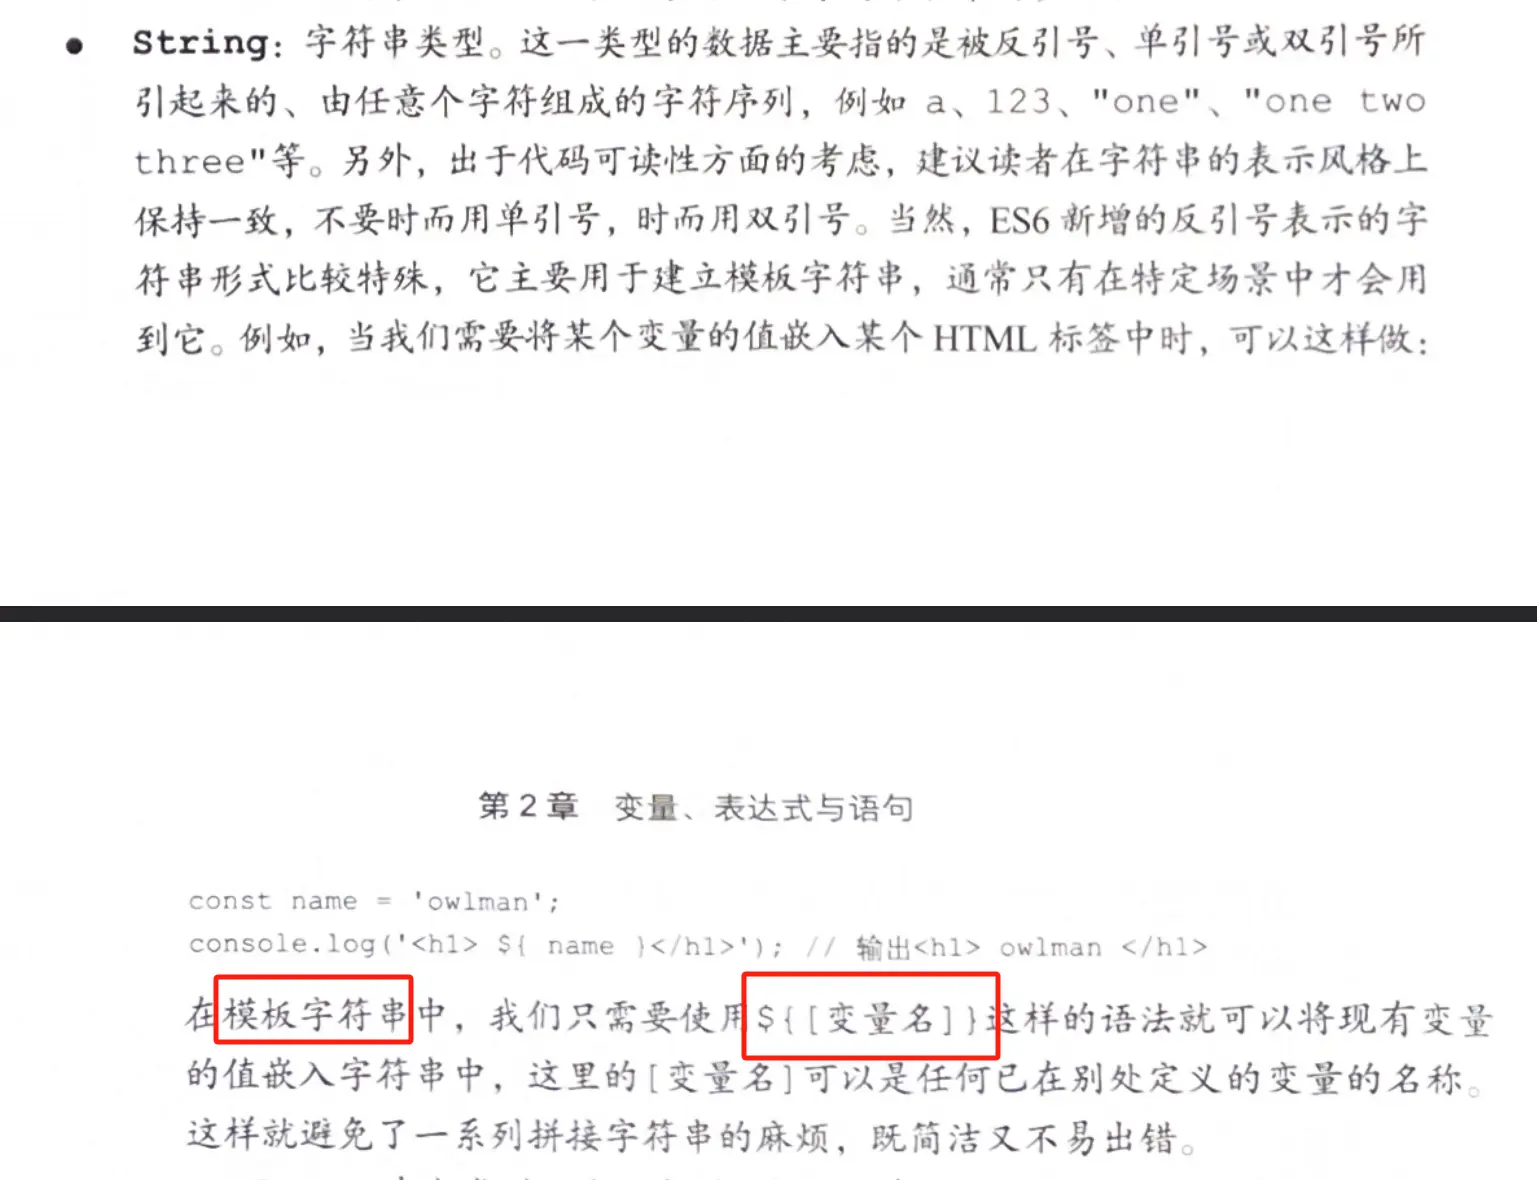 String：字符串类型。这一类型的数据主要指的是被反引号、单引号或双引号所
引起来的、由任意个字符组成的字符序列，例如 a、123、"one"、"one two
three"等。另外，出于代码可读性方面的考虑，建议读者在字符串的表示风格上
保持一致，不要时而用单引号，时而用双引号。当然，ES6 新增的反引号表示的字
符串形式比较特殊，它主要用于建立模板字符串，通常只有在特定场景中才会用
到它。例如，当我们需要将某个变量的值嵌入某个 HTML 标签中时，可以这样做：
第 2 章 变量、表达式与语句
const name = 'owlman';
console.log('<h1> ${ name }</h1>'); // 输出<h1> owlman </h1>
在模板字符串中，我们只需要使用${[变量名]}这样的语法就可以将现有变量
的值嵌入字符串中，这里的[变量名]可以是任何已在别处定义的变量的名称。
这样就避免了一系列拼接字符串的麻烦，既简洁又不易出错。